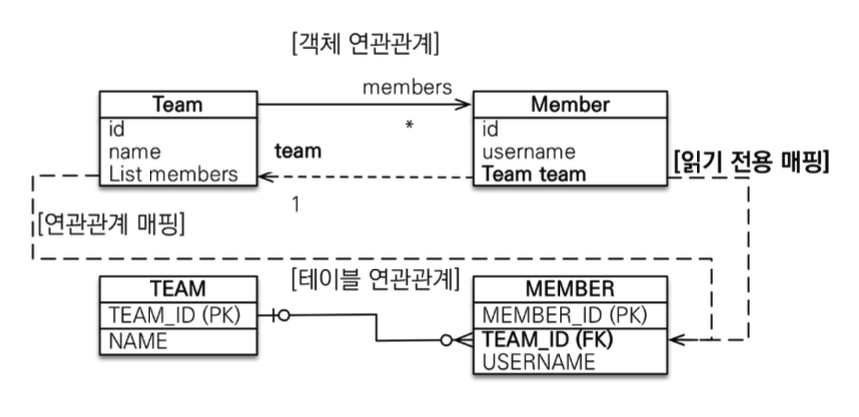 [객체 연관관계]
Team
id
name
List members
members
*
team
1
Member
id
username
Team team
[읽기 전용 매핑]
[연관관계 매핑]
[테이블 연관관계]
TEAM
TEAM_ID (PK)
NAME
MEMBER
MEMBER_ID (PK)
TEAM_ID (FK)
USERNAME